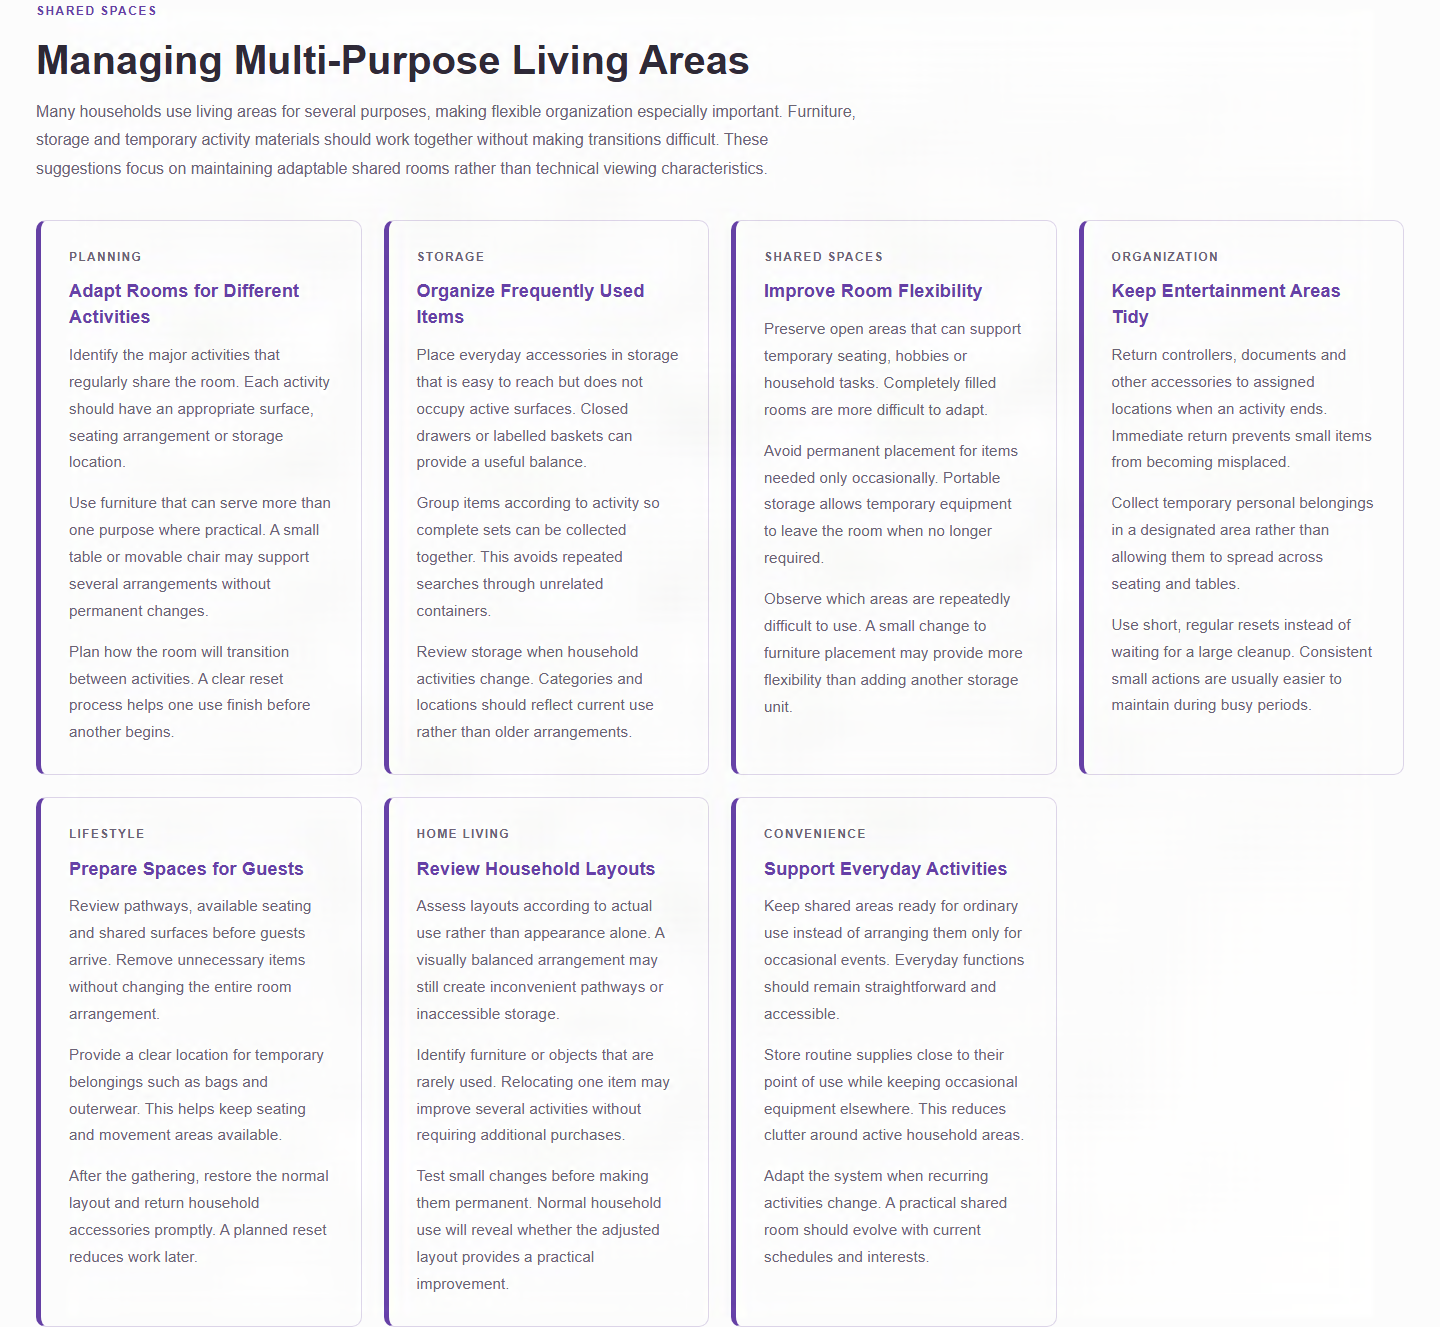 SHARED SPACES
Managing Multi-Purpose Living Areas
Many households use living areas for several purposes, making flexible organization especially important. Furniture,
storage and temporary activity materials should work together without making transitions difficult. These
suggestions focus on maintaining adaptable shared rooms rather than technical viewing characteristics.
PLANNING
Adapt Rooms for Different
Activities
Identify the major activities that
regularly share the room. Each activity
should have an appropriate surface,
seating arrangement or storage
location.
Use furniture that can serve more than
one purpose where practical. A small
table or movable chair may support
several arrangements without
permanent changes.
Plan how the room will transition
between activities. A clear reset
process helps one use finish before
another begins.
STORAGE
Organize Frequently Used
Items
Place everyday accessories in storage
that is easy to reach but does not
occupy active surfaces. Closed
drawers or labelled baskets can
provide a useful balance.
Group items according to activity so
complete sets can be collected
together. This avoids repeated
searches through unrelated
containers.
Review storage when household
activities change. Categories and
locations should reflect current use
rather than older arrangements.
SHARED SPACES
Improve Room Flexibility
Preserve open areas that can support
temporary seating, hobbies or
household tasks. Completely filled
rooms are more difficult to adapt.
Avoid permanent placement for items
needed only occasionally. Portable
storage allows temporary equipment
to leave the room when no longer
required.
Observe which areas are repeatedly
difficult to use. A small change to
furniture placement may provide more
flexibility than adding another storage
unit.
ORGANIZATION
Keep Entertainment Areas
Tidy
Return controllers, documents and
other accessories to assigned
locations when an activity ends.
Immediate return prevents small items
from becoming misplaced.
Collect temporary personal belongings
in a designated area rather than
allowing them to spread across
seating and tables.
Use short, regular resets instead of
waiting for a large cleanup. Consistent
small actions are usually easier to
maintain during busy periods.
LIFESTYLE
Prepare Spaces for Guests
Review pathways, available seating
and shared surfaces before guests
arrive. Remove unnecessary items
without changing the entire room
arrangement.
Provide a clear location for temporary
belongings such as bags and
outerwear. This helps keep seating
and movement areas available.
After the gathering, restore the normal
layout and return household
accessories promptly. A planned reset
reduces work later.
HOME LIVING
Review Household Layouts
Assess layouts according to actual
use rather than appearance alone. A
visually balanced arrangement may
still create inconvenient pathways or
inaccessible storage.
Identify furniture or objects that are
rarely used. Relocating one item may
improve several activities without
requiring additional purchases.
Test small changes before making
them permanent. Normal household
use will reveal whether the adjusted
layout provides a practical
improvement.
CONVENIENCE
Support Everyday Activities
Keep shared areas ready for ordinary
use instead of arranging them only for
occasional events. Everyday functions
should remain straightforward and
accessible.
Store routine supplies close to their
point of use while keeping occasional
equipment elsewhere. This reduces
clutter around active household areas.
Adapt the system when recurring
activities change. A practical shared
room should evolve with current
schedules and interests.